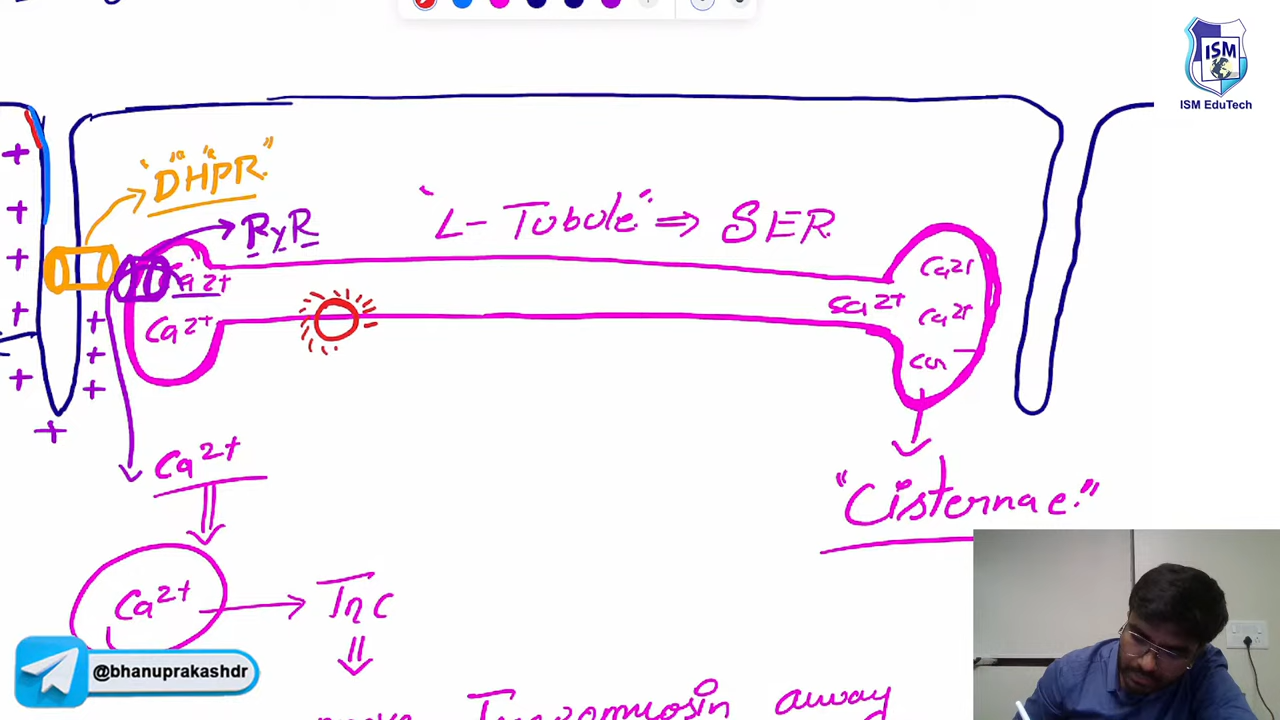 ISM
ISM EduTech
"DHPR"
RyR
"L-Tubule" ⇒ SER
+
+
+
+
+
+
+
+
+
Ca2+
Ca2+
Ca2+
Ca2+
Ca2+
"Cisternae."
Ca2+
Ca2+ → TnC
@bhanuprakashdr
Tropomyosin away